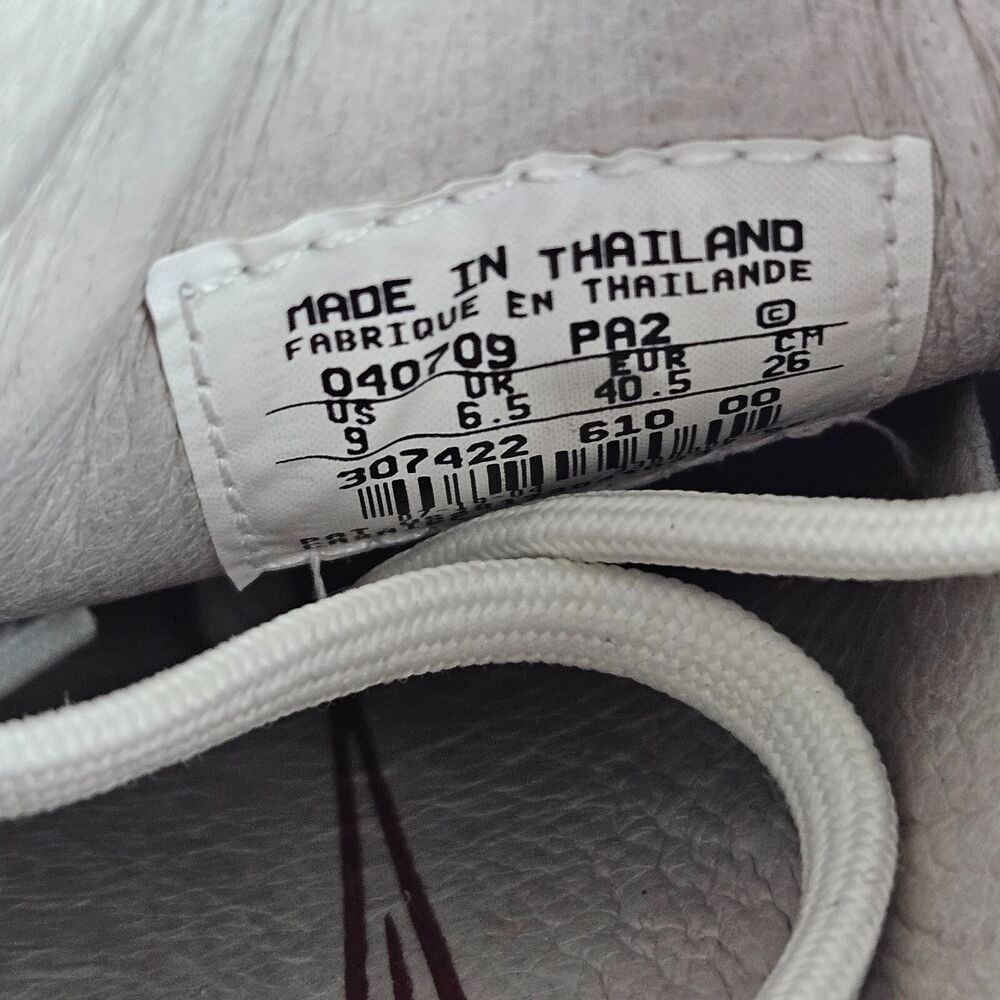 MADE IN THAILAND
FABRIQUE EN THAILANDE
040709 PA2 ©
US UK EUR CM
9 6.5 40.5 26
307422 610 00